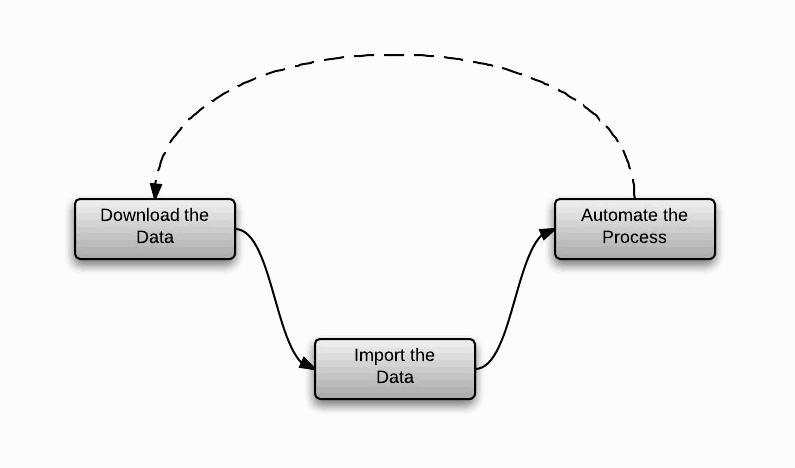 Download the
Data
Automate the
Process
Import the
Data